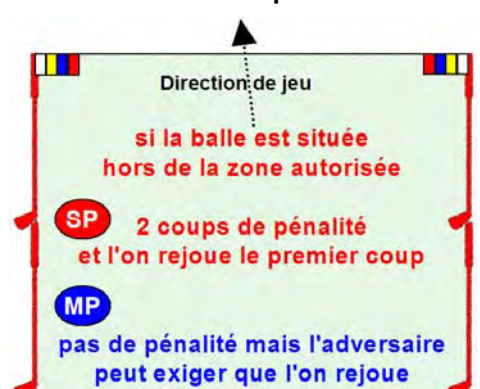 Direction de jeu
si la balle est située
hors de la zone autorisée
SP
2 coups de pénalité
et l'on rejoue le premier coup
MP
pas de pénalité mais l'adversaire
peut exiger que l'on rejoue